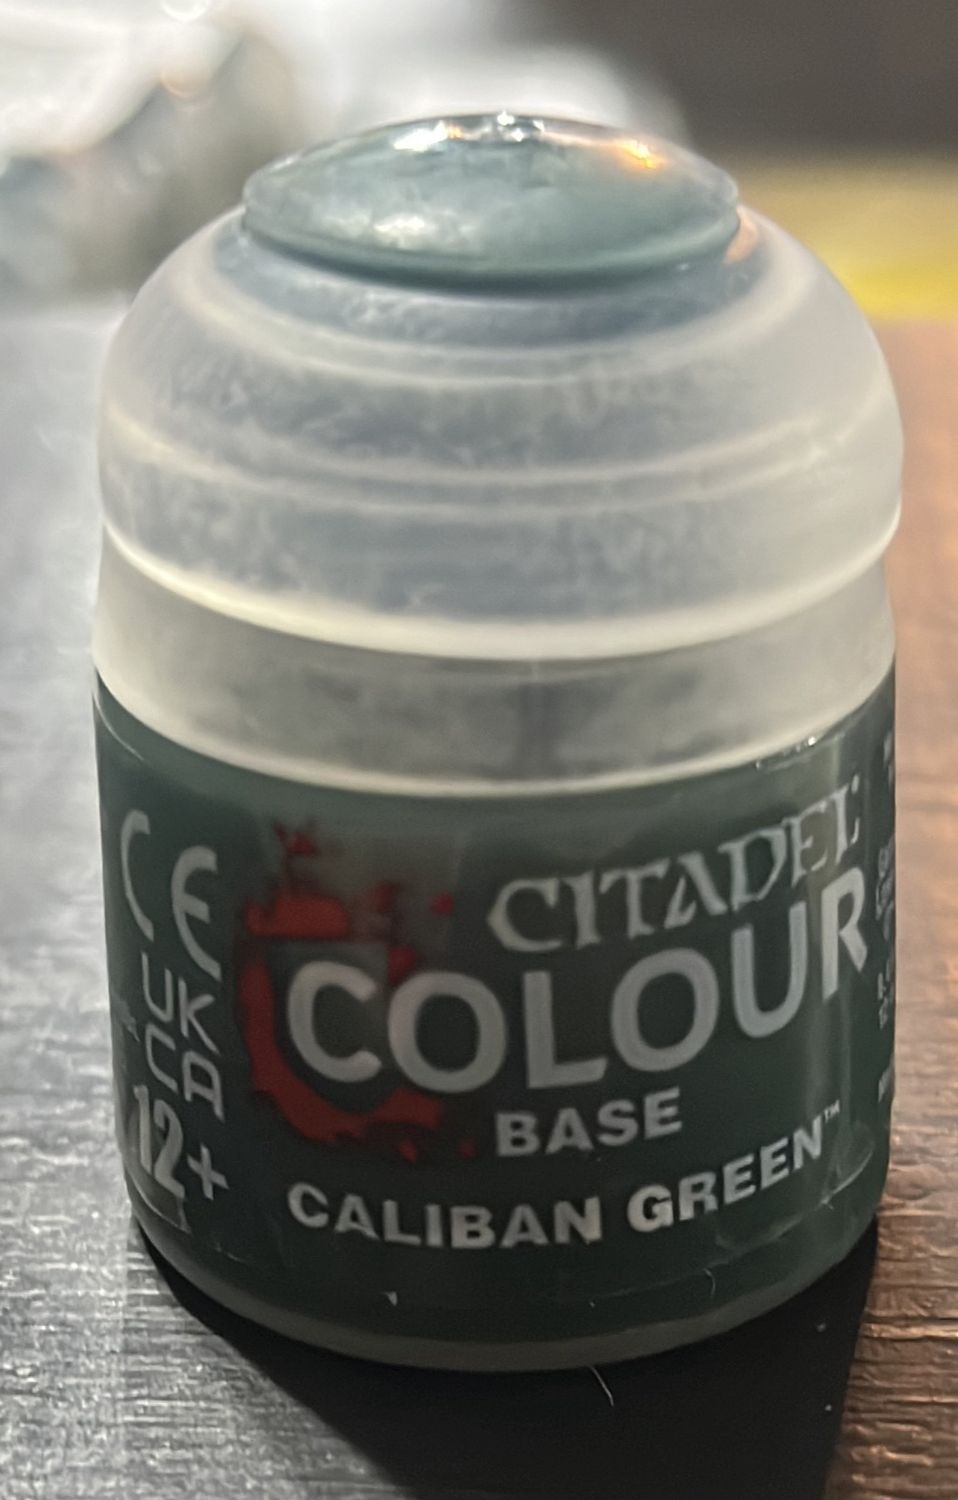 CE
UK
CA
12+
CITADEL
COLOUR
BASE
CALIBAN GREEN™